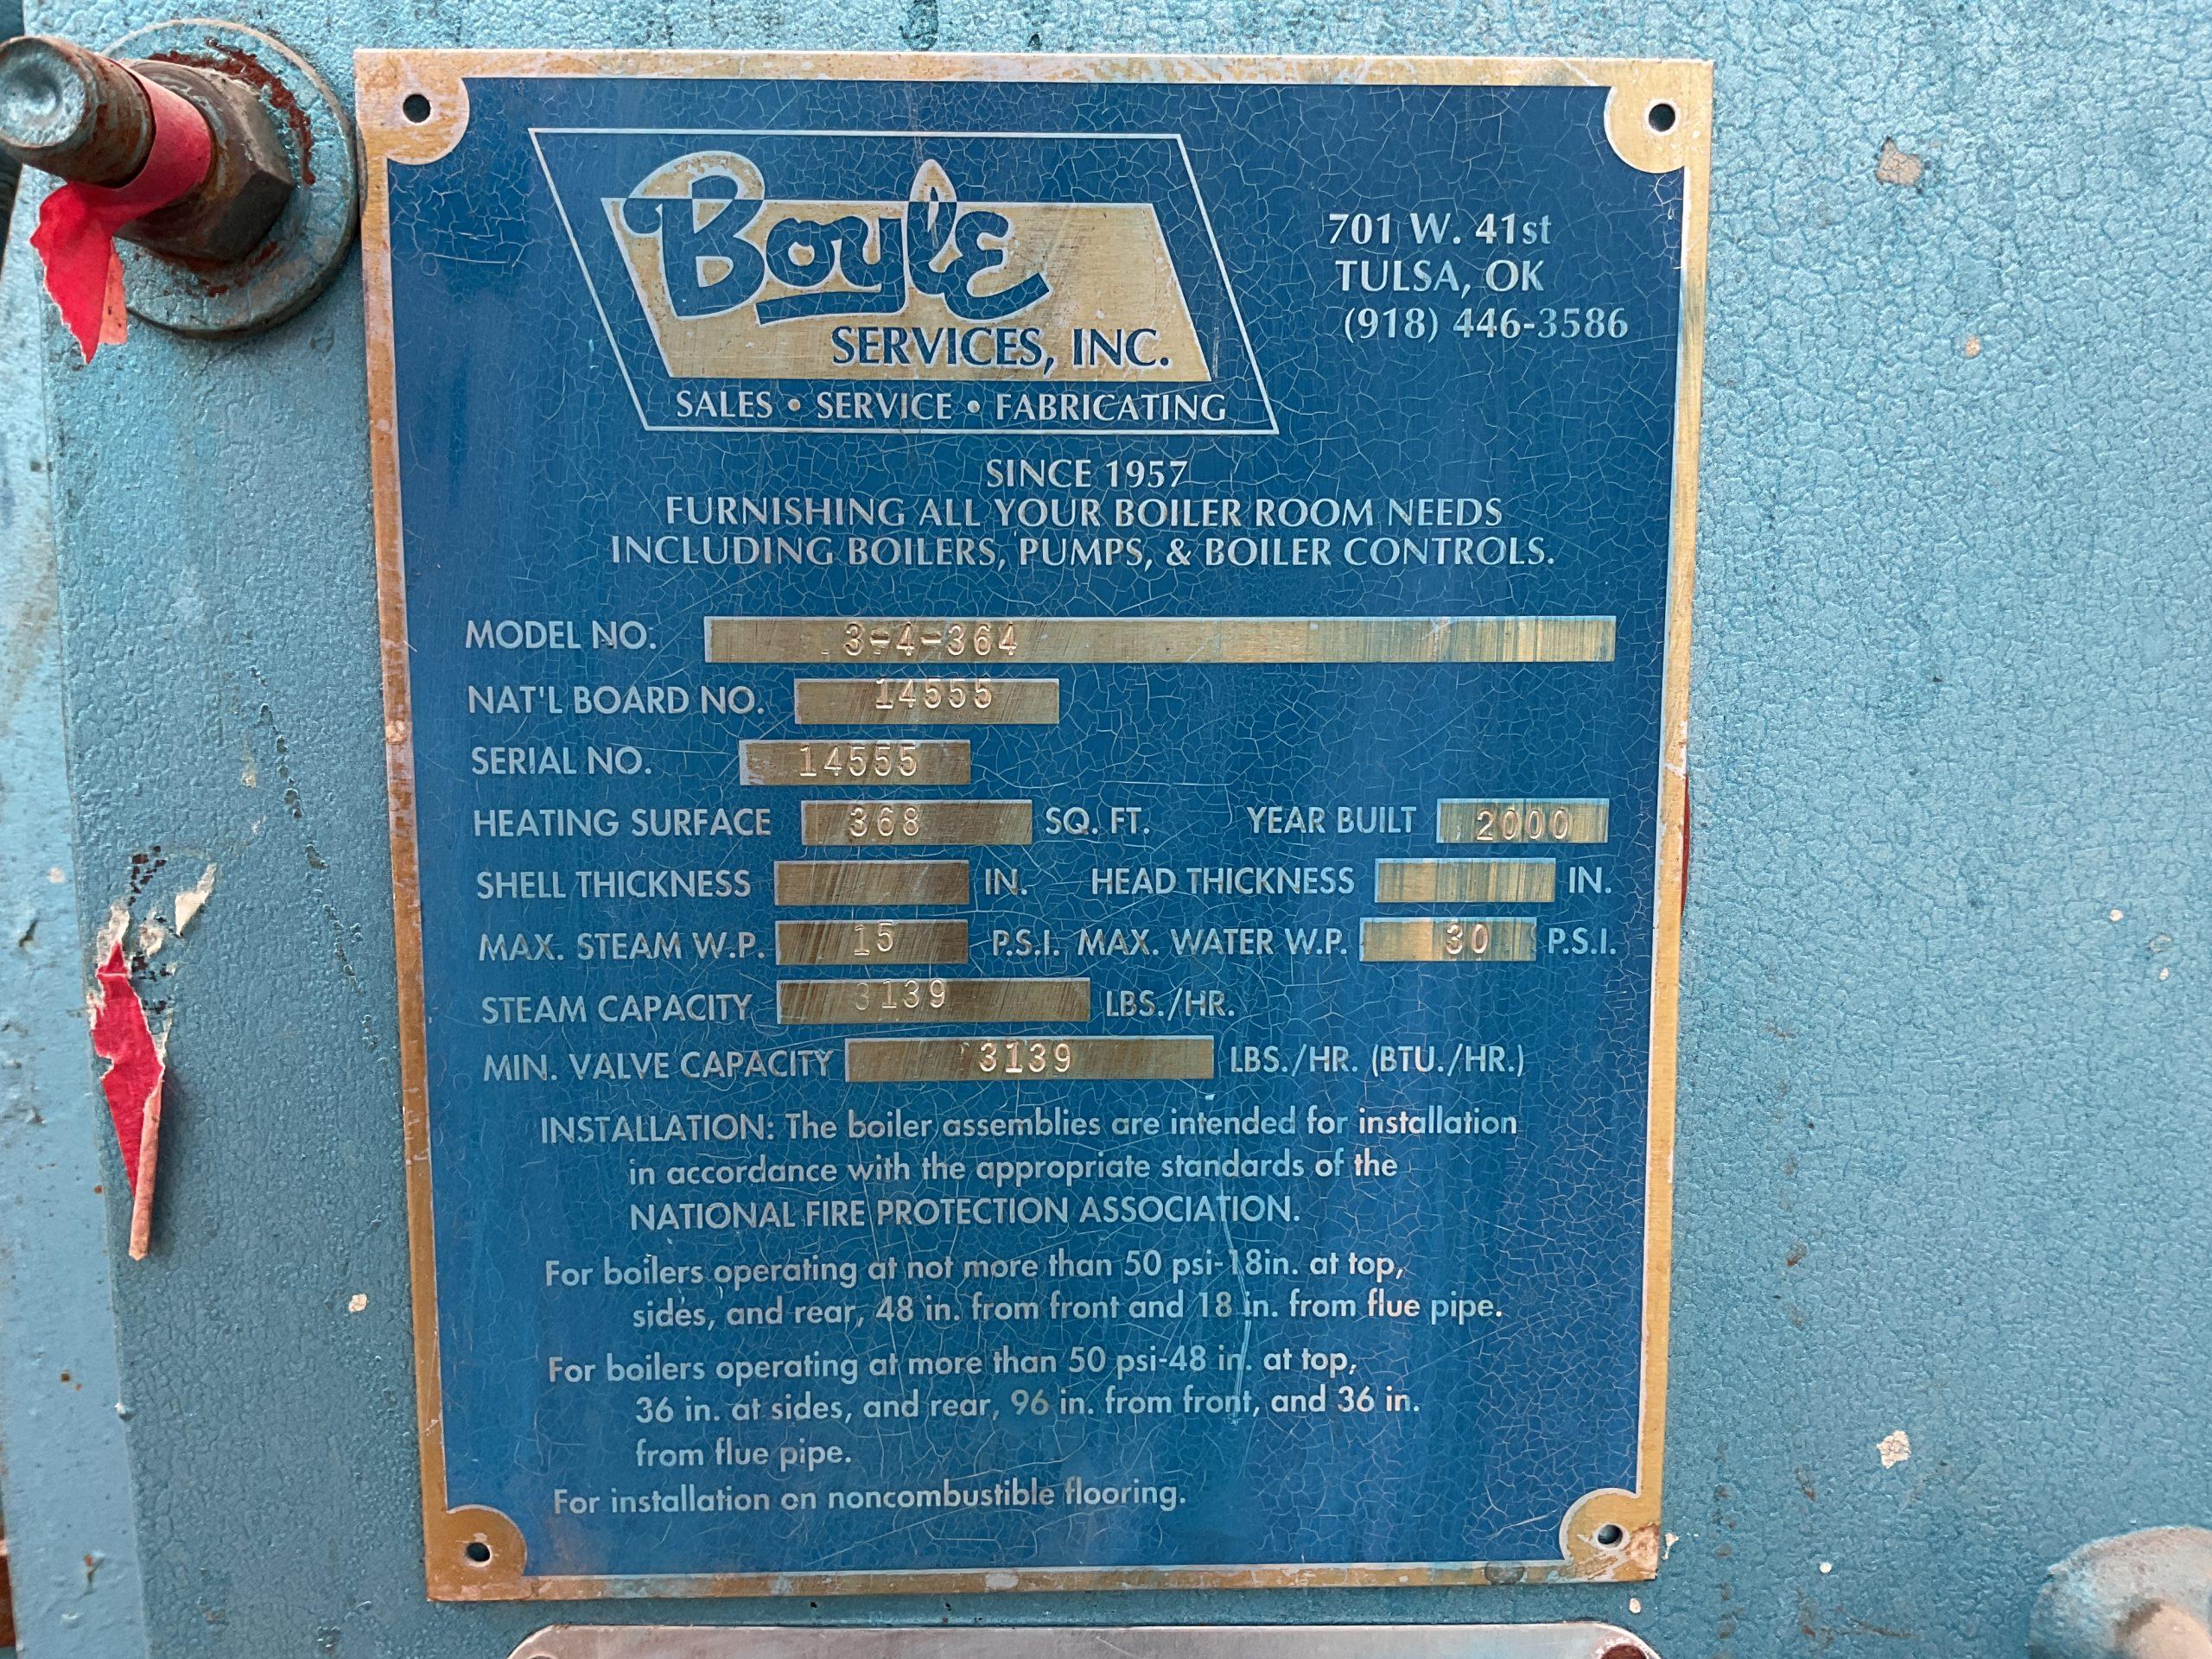 Boyle
SERVICES, INC.
SALES • SERVICE • FABRICATING
701 W. 41st
TULSA, OK
(918) 446-3586
SINCE 1957
FURNISHING ALL YOUR BOILER ROOM NEEDS
INCLUDING BOILERS, PUMPS, & BOILER CONTROLS.
MODEL NO. 3-4-364
NAT'L BOARD NO. 14555
SERIAL NO. 14555
HEATING SURFACE 368 SQ. FT. YEAR BUILT 2000
SHELL THICKNESS IN. HEAD THICKNESS IN.
MAX. STEAM W.P. 15 P.S.I. MAX. WATER W.P. 30 P.S.I.
STEAM CAPACITY 3139 LBS./HR.
MIN. VALVE CAPACITY 3139 LBS./HR. (BTU./HR.)
INSTALLATION: The boiler assemblies are intended for installation
in accordance with the appropriate standards of the
NATIONAL FIRE PROTECTION ASSOCIATION.
For boilers operating at not more than 50 psi-18in. at top,
sides, and rear, 48 in. from front and 18 in. from flue pipe.
For boilers operating at more than 50 psi-48 in. at top,
36 in. at sides, and rear, 96 in. from front, and 36 in.
from flue pipe.
For installation on noncombustible flooring.